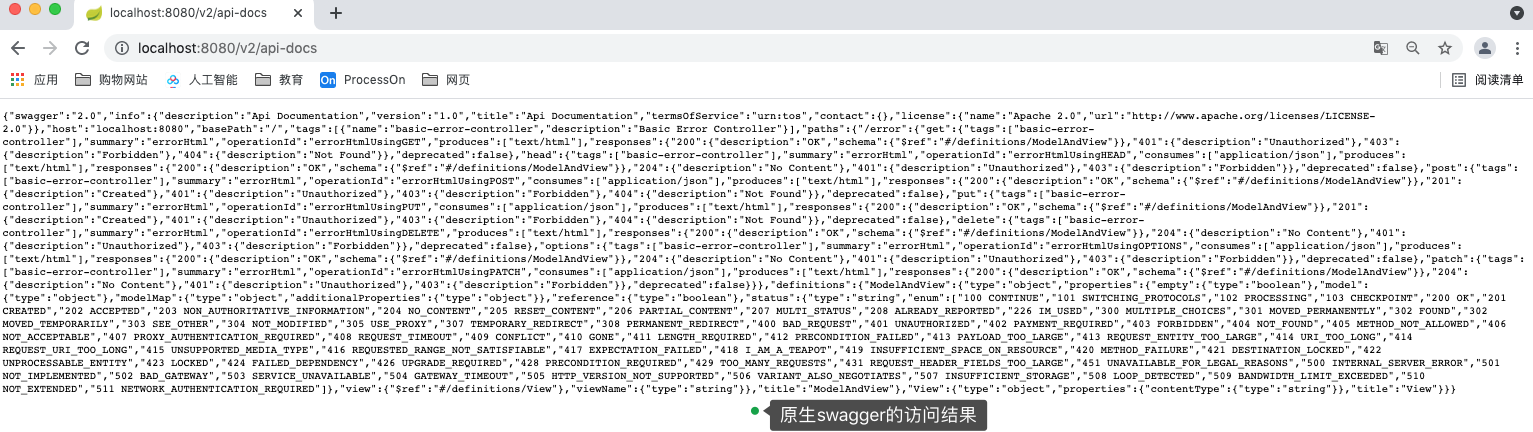 localhost:8080/v2/api-docs
localhost:8080/v2/api-docs
应用 购物网站 人工智能 教育 On ProcessOn 网页 阅读清单
{"swagger":"2.0","info":{"description":"Api Documentation","version":"1.0","title":"Api Documentation","termsOfService":"urn:tos","contact":{},"license":{"name":"Apache 2.0","url":"http://www.apache.org/licenses/LICENSE-
2.0"}},"host":"localhost:8080","basePath":"/","tags":[{"name":"basic-error-controller","description":"Basic Error Controller"}],"paths":{"/error":{"get":{"tags":["basic-error-
controller"],"summary":"errorHtml","operationId":"errorHtmlUsingGET","produces":["text/html"],"responses":{"200":{"description":"OK","schema":{"$ref":"#/definitions/ModelAndView"}},"401":{"description":"Unauthorized"},"403":
{"description":"Forbidden"},"404":{"description":"Not Found"}},"deprecated":false},"head":{"tags":["basic-error-controller"],"summary":"errorHtml","operationId":"errorHtmlUsingHEAD","consumes":["application/json"],"produces":
["text/html"],"responses":{"200":{"description":"OK","schema":{"$ref":"#/definitions/ModelAndView"}},"204":{"description":"No Content"},"401":{"description":"Unauthorized"},"403":{"description":"Forbidden"}},"deprecated":false},"post":{"tags":
["basic-error-controller"],"summary":"errorHtml","operationId":"errorHtmlUsingPOST","consumes":["application/json"],"produces":["text/html"],"responses":{"200":{"description":"OK","schema":{"$ref":"#/definitions/ModelAndView"}},"201":
{"description":"Created"},"401":{"description":"Unauthorized"},"403":{"description":"Forbidden"},"404":{"description":"Not Found"}},"deprecated":false},"put":{"tags":["basic-error-
controller"],"summary":"errorHtml","operationId":"errorHtmlUsingPUT","consumes":["application/json"],"produces":["text/html"],"responses":{"200":{"description":"OK","schema":{"$ref":"#/definitions/ModelAndView"}},"201":
{"description":"Created"},"401":{"description":"Unauthorized"},"403":{"description":"Forbidden"},"404":{"description":"Not Found"}},"deprecated":false},"delete":{"tags":["basic-error-
controller"],"summary":"errorHtml","operationId":"errorHtmlUsingDELETE","produces":["text/html"],"responses":{"200":{"description":"OK","schema":{"$ref":"#/definitions/ModelAndView"}},"204":{"description":"No Content"},"401":
{"description":"Unauthorized"},"403":{"description":"Forbidden"}},"deprecated":false},"options":{"tags":["basic-error-controller"],"summary":"errorHtml","operationId":"errorHtmlUsingOPTIONS","consumes":["application/json"],"produces":
["text/html"],"responses":{"200":{"description":"OK","schema":{"$ref":"#/definitions/ModelAndView"}},"204":{"description":"No Content"},"401":{"description":"Unauthorized"},"403":{"description":"Forbidden"}},"deprecated":false},"patch":{"tags":
["basic-error-controller"],"summary":"errorHtml","operationId":"errorHtmlUsingPATCH","consumes":["application/json"],"produces":["text/html"],"responses":{"200":{"description":"OK","schema":{"$ref":"#/definitions/ModelAndView"}},"204":
{"description":"No Content"},"401":{"description":"Unauthorized"},"403":{"description":"Forbidden"}},"deprecated":false}}},"definitions":{"ModelAndView":{"type":"object","properties":{"empty":{"type":"boolean"},"model":
{"type":"object"},"modelMap":{"type":"object","additionalProperties":{"type":"object"}},"reference":{"type":"boolean"},"status":{"type":"string","enum":["100 CONTINUE","101 SWITCHING_PROTOCOLS","102 PROCESSING","103 CHECKPOINT","200 OK","201
CREATED","202 ACCEPTED","203 NON_AUTHORITATIVE_INFORMATION","204 NO_CONTENT","205 RESET_CONTENT","206 PARTIAL_CONTENT","207 MULTI_STATUS","208 ALREADY_REPORTED","226 IM_USED","300 MULTIPLE_CHOICES","301 MOVED_PERMANENTLY","302 FOUND","302
MOVED_TEMPORARILY","303 SEE_OTHER","304 NOT_MODIFIED","305 USE_PROXY","307 TEMPORARY_REDIRECT","308 PERMANENT_REDIRECT","400 BAD_REQUEST","401 UNAUTHORIZED","402 PAYMENT_REQUIRED","403 FORBIDDEN","404 NOT_FOUND","405 METHOD_NOT_ALLOWED","406
NOT_ACCEPTABLE","407 PROXY_AUTHENTICATION_REQUIRED","408 REQUEST_TIMEOUT","409 CONFLICT","410 GONE","411 LENGTH_REQUIRED","412 PRECONDITION_FAILED","413 PAYLOAD_TOO_LARGE","413 REQUEST_ENTITY_TOO_LARGE","414 URI_TOO_LONG","414
REQUEST_URI_TOO_LONG","415 UNSUPPORTED_MEDIA_TYPE","416 REQUESTED_RANGE_NOT_SATISFIABLE","417 EXPECTATION_FAILED","418 I_AM_A_TEAPOT","419 INSUFFICIENT_SPACE_ON_RESOURCE","420 METHOD_FAILURE","421 DESTINATION_LOCKED","422
UNPROCESSABLE_ENTITY","423 LOCKED","424 FAILED_DEPENDENCY","426 UPGRADE_REQUIRED","428 PRECONDITION_REQUIRED","429 TOO_MANY_REQUESTS","431 REQUEST_HEADER_FIELDS_TOO_LARGE","451 UNAVAILABLE_FOR_LEGAL_REASONS","500 INTERNAL_SERVER_ERROR","501
NOT_IMPLEMENTED","502 BAD_GATEWAY","503 SERVICE_UNAVAILABLE","504 GATEWAY_TIMEOUT","505 HTTP_VERSION_NOT_SUPPORTED","506 VARIANT_ALSO_NEGOTIATES","507 INSUFFICIENT_STORAGE","508 LOOP_DETECTED","509 BANDWIDTH_LIMIT_EXCEEDED","510
NOT_EXTENDED","511 NETWORK_AUTHENTICATION_REQUIRED"]},"view":{"$ref":"#/definitions/View"},"viewName":{"type":"string"}},"title":"ModelAndView"},"View":{"type":"object","properties":{"contentType":{"type":"string"}},"title":"View"}}}
原生swagger的访问结果